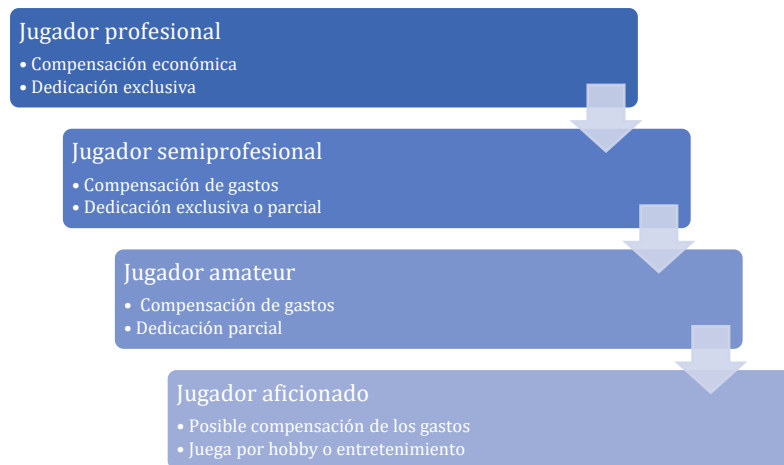 Jugador profesional
• Compensación económica
• Dedicación exclusiva
Jugador semiprofesional
• Compensación de gastos
• Dedicación exclusiva o parcial
Jugador amateur
• Compensación de gastos
• Dedicación parcial
Jugador aficionado
• Posible compensación de los gastos
• Juega por hobby o entretenimiento